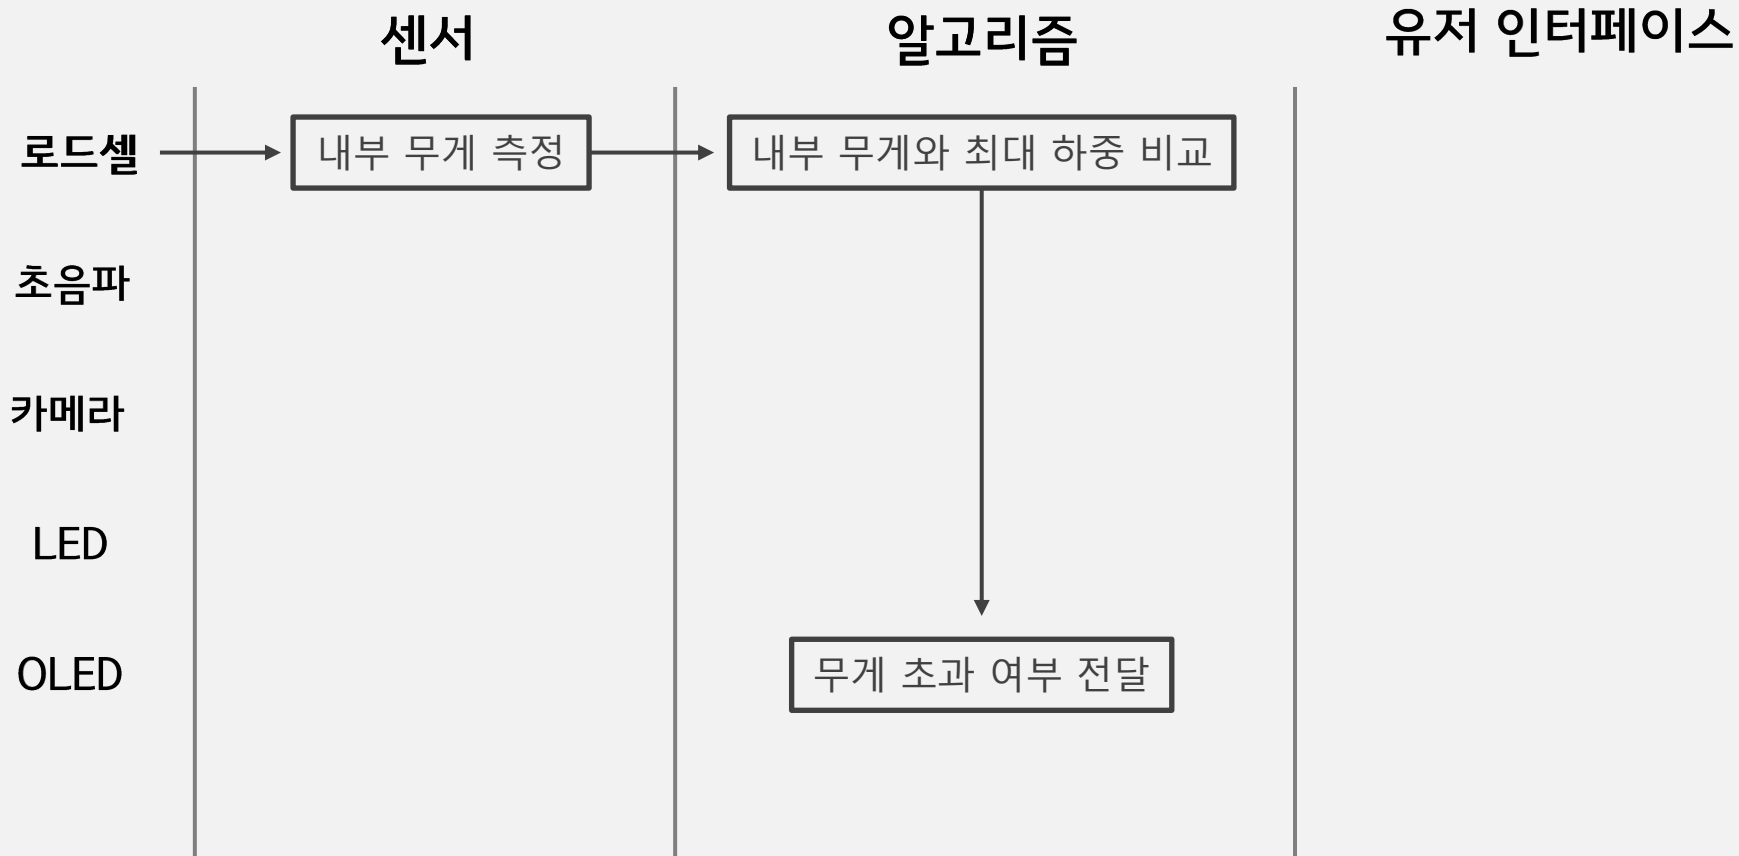 센서 알고리즘 유저 인터페이스
로드셀 내부 무게 측정 내부 무게와 최대 하중 비교
초음파
카메라
LED
OLED 무게 초과 여부 전달